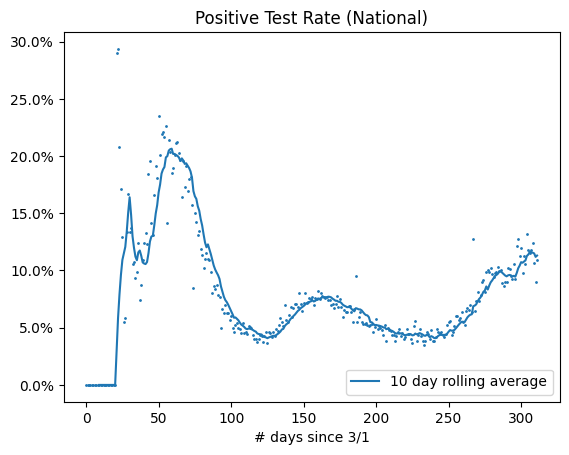 Positive Test Rate (National)
30.0%
25.0%
20.0%
15.0%
10.0%
5.0%
0.0%
10 day rolling average
0 50 100 150 200 250 300
# days since 3/1